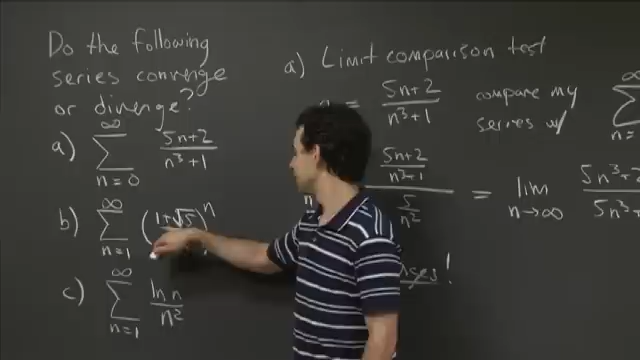 Do the following
series converge
or diverge?
a) ∞ ∑ n=0 5n+2 / n³+1
b) ∞ ∑ n=1 (1+√5)ⁿ
c) ∞ ∑ n=1 ln n / n²
a) Limit comparison test
= 5n+2 / n³+1
compare my
series w/
∑
5n+2 / n³+1
5 / n²
= lim n→∞ 5n³+2 / 5n³
!